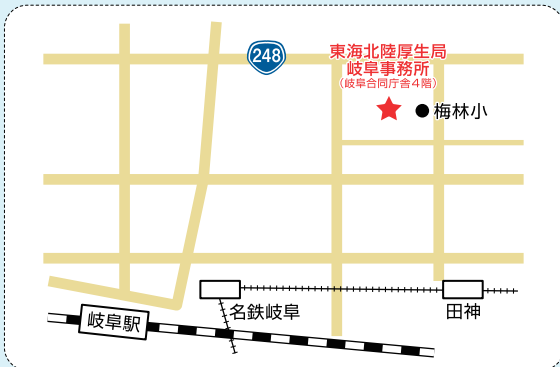 248
東海北陸厚生局
岐阜事務所
(岐阜合同庁舎4階)
梅林小
名鉄岐阜
田神
岐阜駅